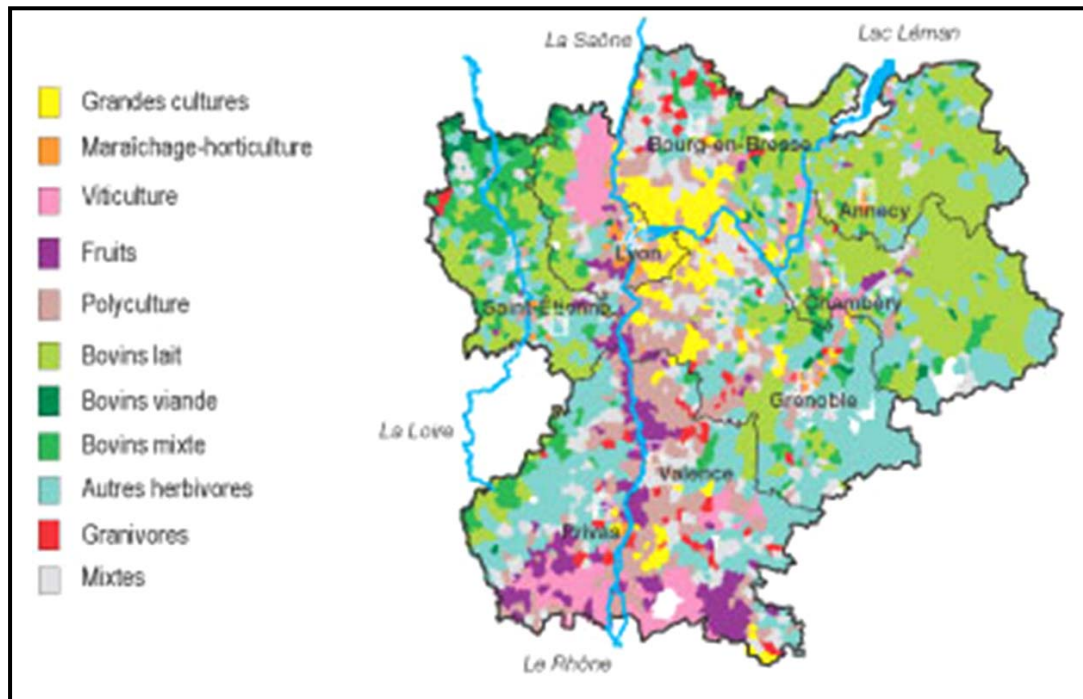 Grandes cultures
Maraîchage-horticulture
Viticulture
Fruits
Polyculture
Bovins lait
Bovins viande
Bovins mixte
Autres herbivores
Granivores
Mixtes
La Saône
Lac Léman
Bourg-en-Bresse
Annecy
Lyon
Saint-Etienne
Chambéry
Grenoble
La Loire
Valence
Privas
Le Rhône